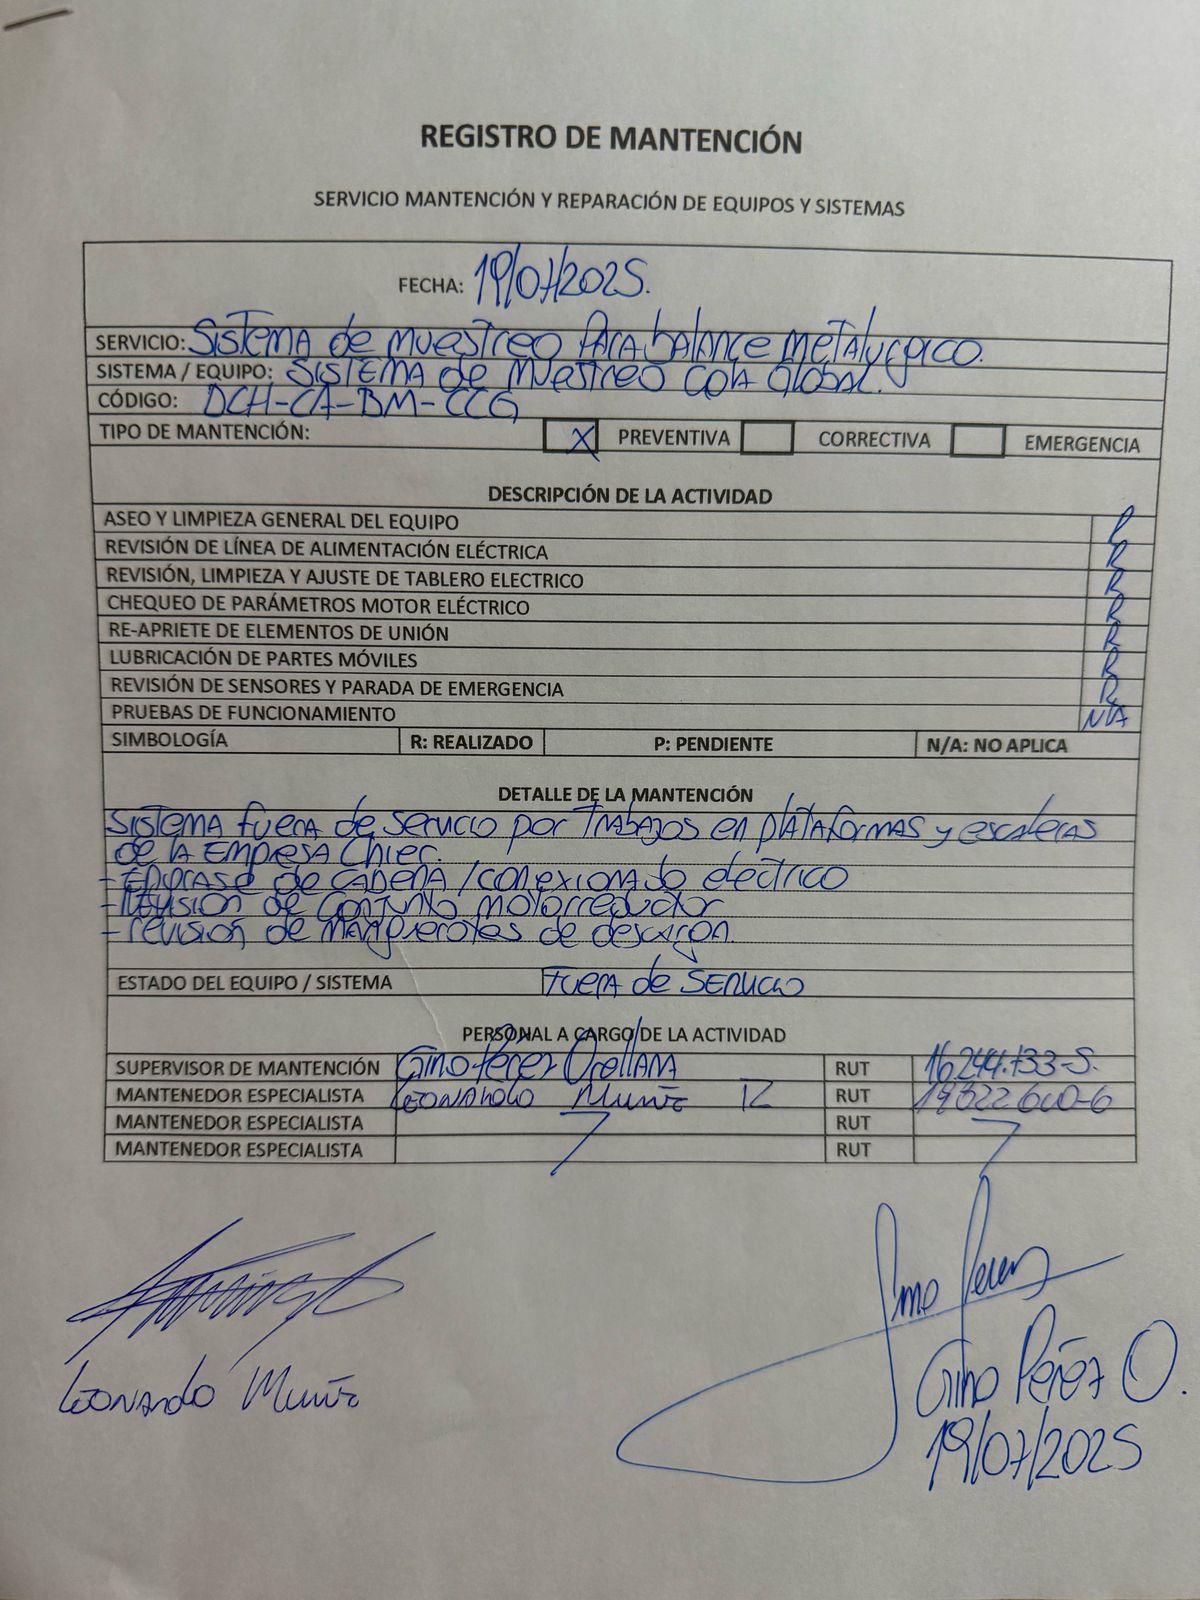 REGISTRO DE MANTENCIÓN
SERVICIO MANTENCIÓN Y REPARACIÓN DE EQUIPOS Y SISTEMAS
FECHA: 19/07/2025.
SERVICIO: Sistema de muestreo para balance metalurgico.
SISTEMA / EQUIPO: Sistema de muestreo cola Global.
CÓDIGO: DCH-CA-BM-CCG
TIPO DE MANTENCIÓN: X PREVENTIVA CORRECTIVA EMERGENCIA
DESCRIPCIÓN DE LA ACTIVIDAD
ASEO Y LIMPIEZA GENERAL DEL EQUIPO R
REVISIÓN DE LÍNEA DE ALIMENTACIÓN ELÉCTRICA R
REVISIÓN, LIMPIEZA Y AJUSTE DE TABLERO ELECTRICO R
CHEQUEO DE PARÁMETROS MOTOR ELÉCTRICO R
RE-APRIETE DE ELEMENTOS DE UNIÓN R
LUBRICACIÓN DE PARTES MÓVILES R
REVISIÓN DE SENSORES Y PARADA DE EMERGENCIA R
PRUEBAS DE FUNCIONAMIENTO N/A
SIMBOLOGÍA R: REALIZADO P: PENDIENTE N/A: NO APLICA
DETALLE DE LA MANTENCIÓN
Sistema fuera de servicio por trabajos en plataformas y escaleras
de la empresa Chier.
- Engrase de cadena / conexionado electrico
- Revision de conjunto motorreductor
- revision de de descarga.
ESTADO DEL EQUIPO / SISTEMA Fuera de servicio
PERSONAL A CARGO DE LA ACTIVIDAD
SUPERVISOR DE MANTENCIÓN Gino Perez Orellana RUT 16.244.733-5.
MANTENEDOR ESPECIALISTA Leonardo Muñoz R RUT
MANTENEDOR ESPECIALISTA RUT
MANTENEDOR ESPECIALISTA RUT
Gino Perez
Leonardo Muñoz
Gino Pérez O.
19/07/2025